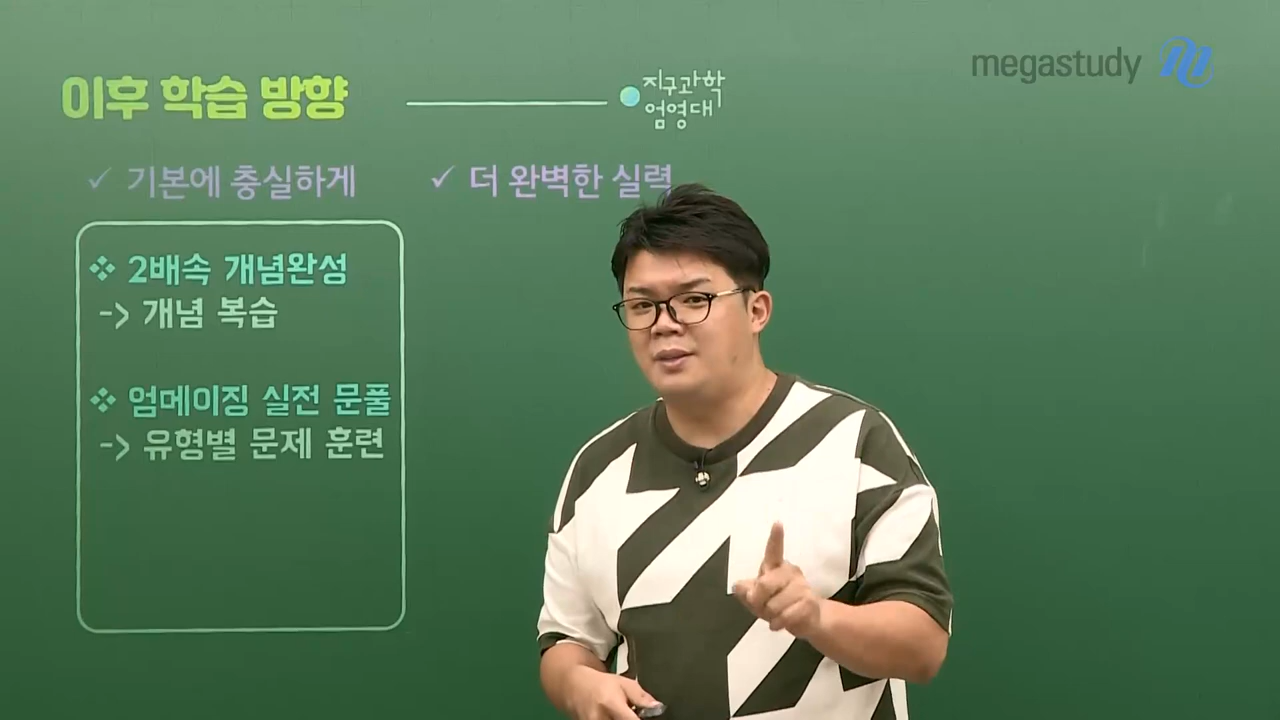 megastudy
이후 학습 방향
지구과학
엄영대
✓ 기본에 충실하게
✓ 더 완벽한 실력
❖ 2배속 개념완성
-> 개념 복습
❖ 엄메이징 실전 문풀
-> 유형별 문제 훈련